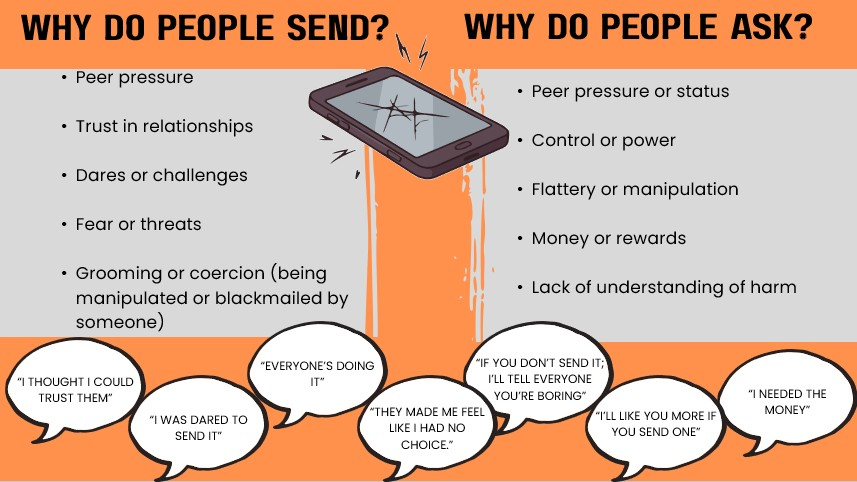 WHY DO PEOPLE SEND?
• Peer pressure
• Trust in relationships
• Dares or challenges
• Fear or threats
• Grooming or coercion (being
manipulated or blackmailed by
someone)
WHY DO PEOPLE ASK?
• Peer pressure or status
• Control or power
• Flattery or manipulation
• Money or rewards
• Lack of understanding of harm
“I THOUGHT I COULD
TRUST THEM”
“I WAS DARED TO
SEND IT”
“EVERYONE’S DOING
IT”
“THEY MADE ME FEEL
LIKE I HAD NO
CHOICE.”
“IF YOU DON’T SEND IT;
I’LL TELL EVERYONE
YOU’RE BORING”
“I’LL LIKE YOU MORE IF
YOU SEND ONE”
“I NEEDED THE
MONEY”